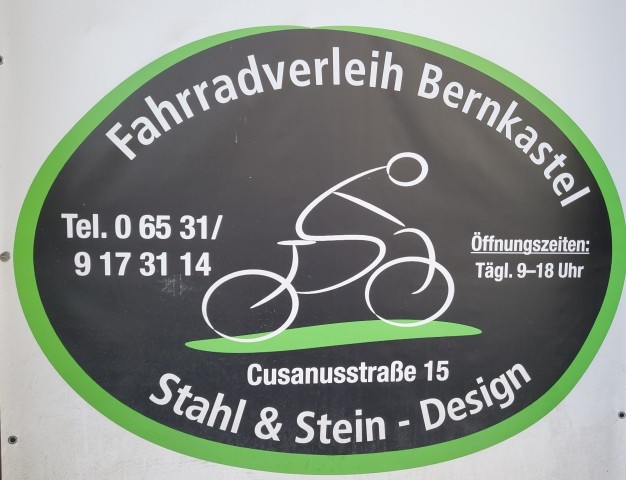 Fahrradverleih Bernkastel
Tel. 0 65 31/
9 17 31 14
Öffnungszeiten:
Tägl. 9–18 Uhr
Cusanusstraße 15
Stahl & Stein - Design